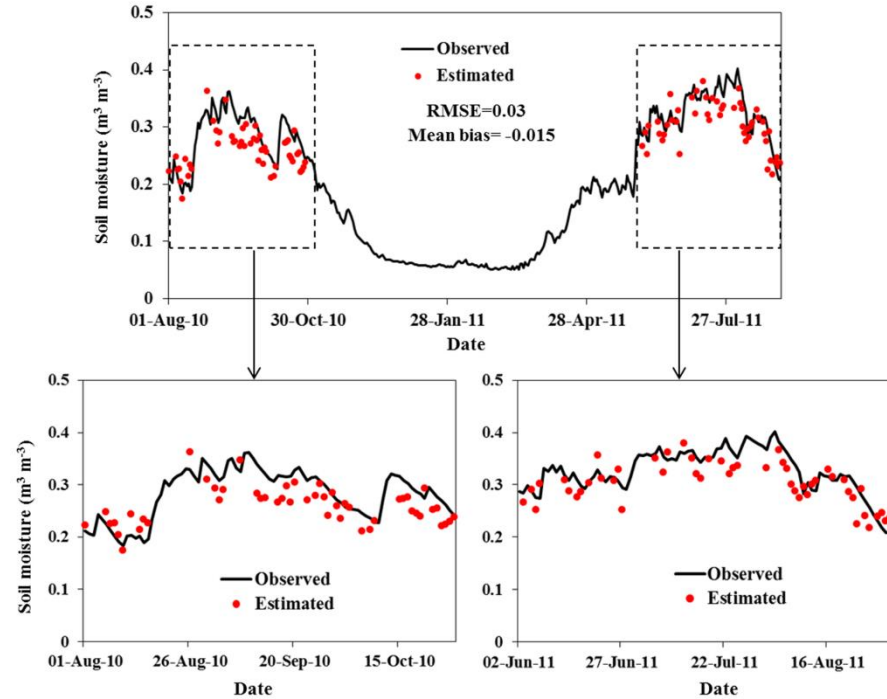 0.5
0.4
0.3
0.2
0.1
0
Soil moisture (m³ m⁻³)
Observed
Estimated
RMSE=0.03
Mean bias= -0.015
01-Aug-10 30-Oct-10 28-Jan-11 28-Apr-11 27-Jul-11
Date
0.5
0.4
0.3
0.2
0.1
0
Soil moisture (m³ m⁻³)
Observed
Estimated
01-Aug-10 26-Aug-10 20-Sep-10 15-Oct-10
Date
0.5
0.4
0.3
0.2
0.1
0
Observed
Estimated
02-Jun-11 27-Jun-11 22-Jul-11 16-Aug-11
Date